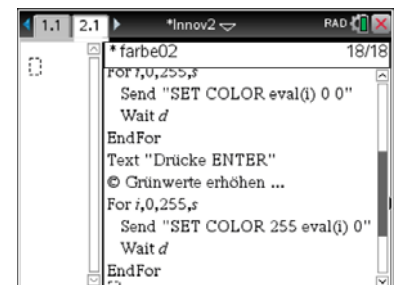 1.1 2.1 *Innov2 RAD
* farbe02 18/18
For i,0,255,s
Send "SET COLOR eval(i) 0 0"
Wait d
EndFor
Text "Drücke ENTER"
© Grünwerte erhöhen ...
For i,0,255,s
Send "SET COLOR 255 eval(i) 0"
Wait d
EndFor